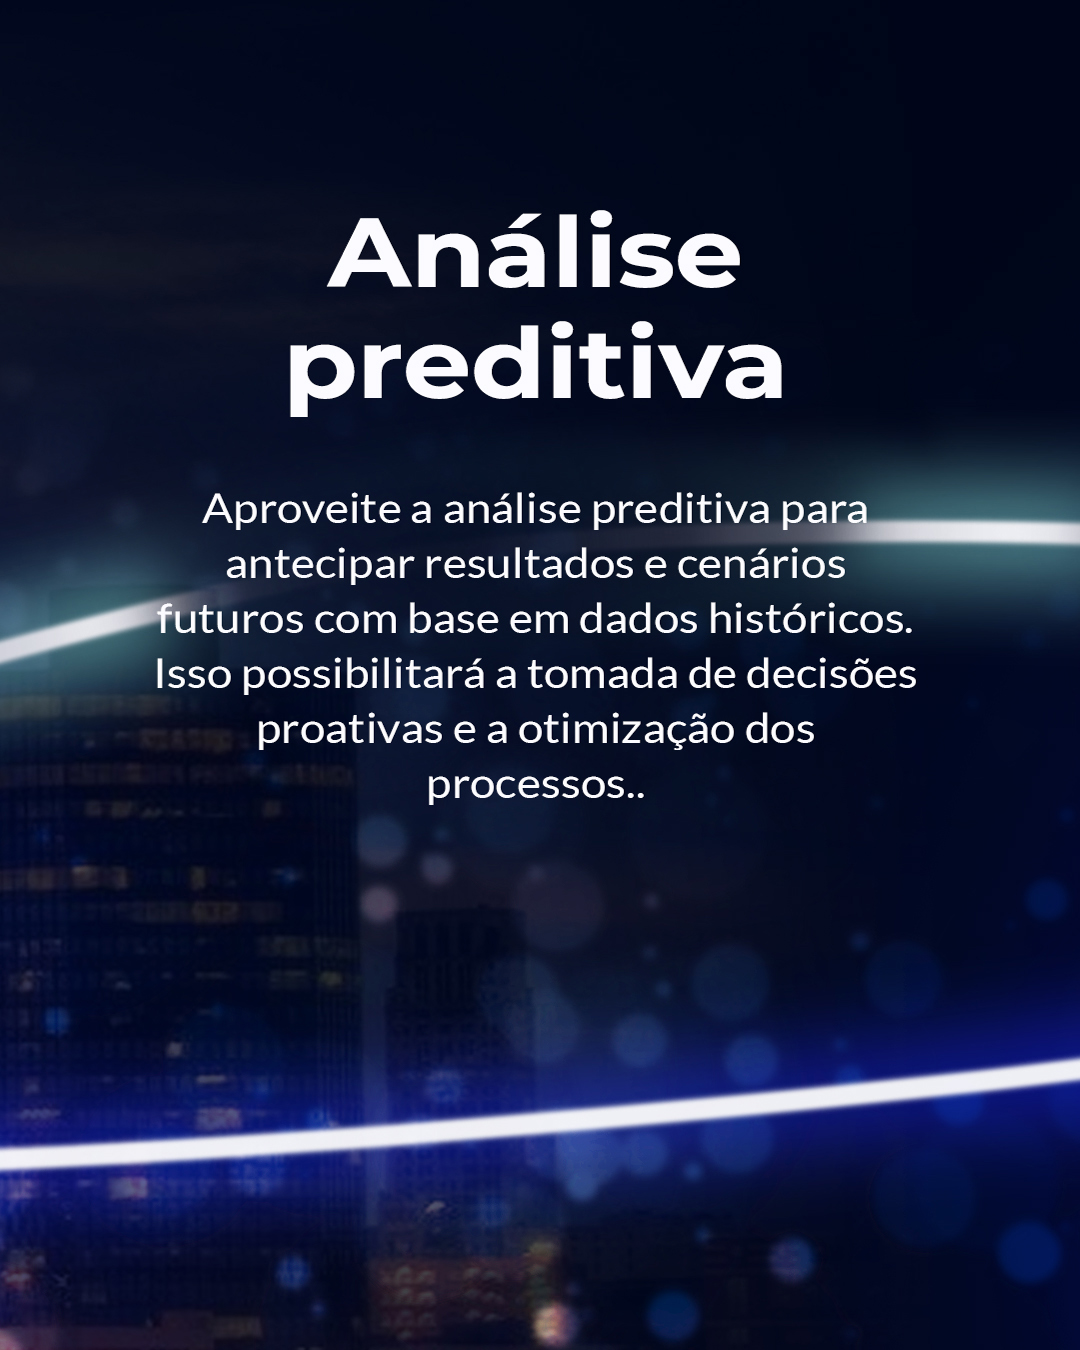 Análise
preditiva
Aproveite a análise preditiva para
antecipar resultados e cenários
futuros com base em dados históricos.
Isso possibilitará a tomada de decisões
proativas e a otimização dos
processos..